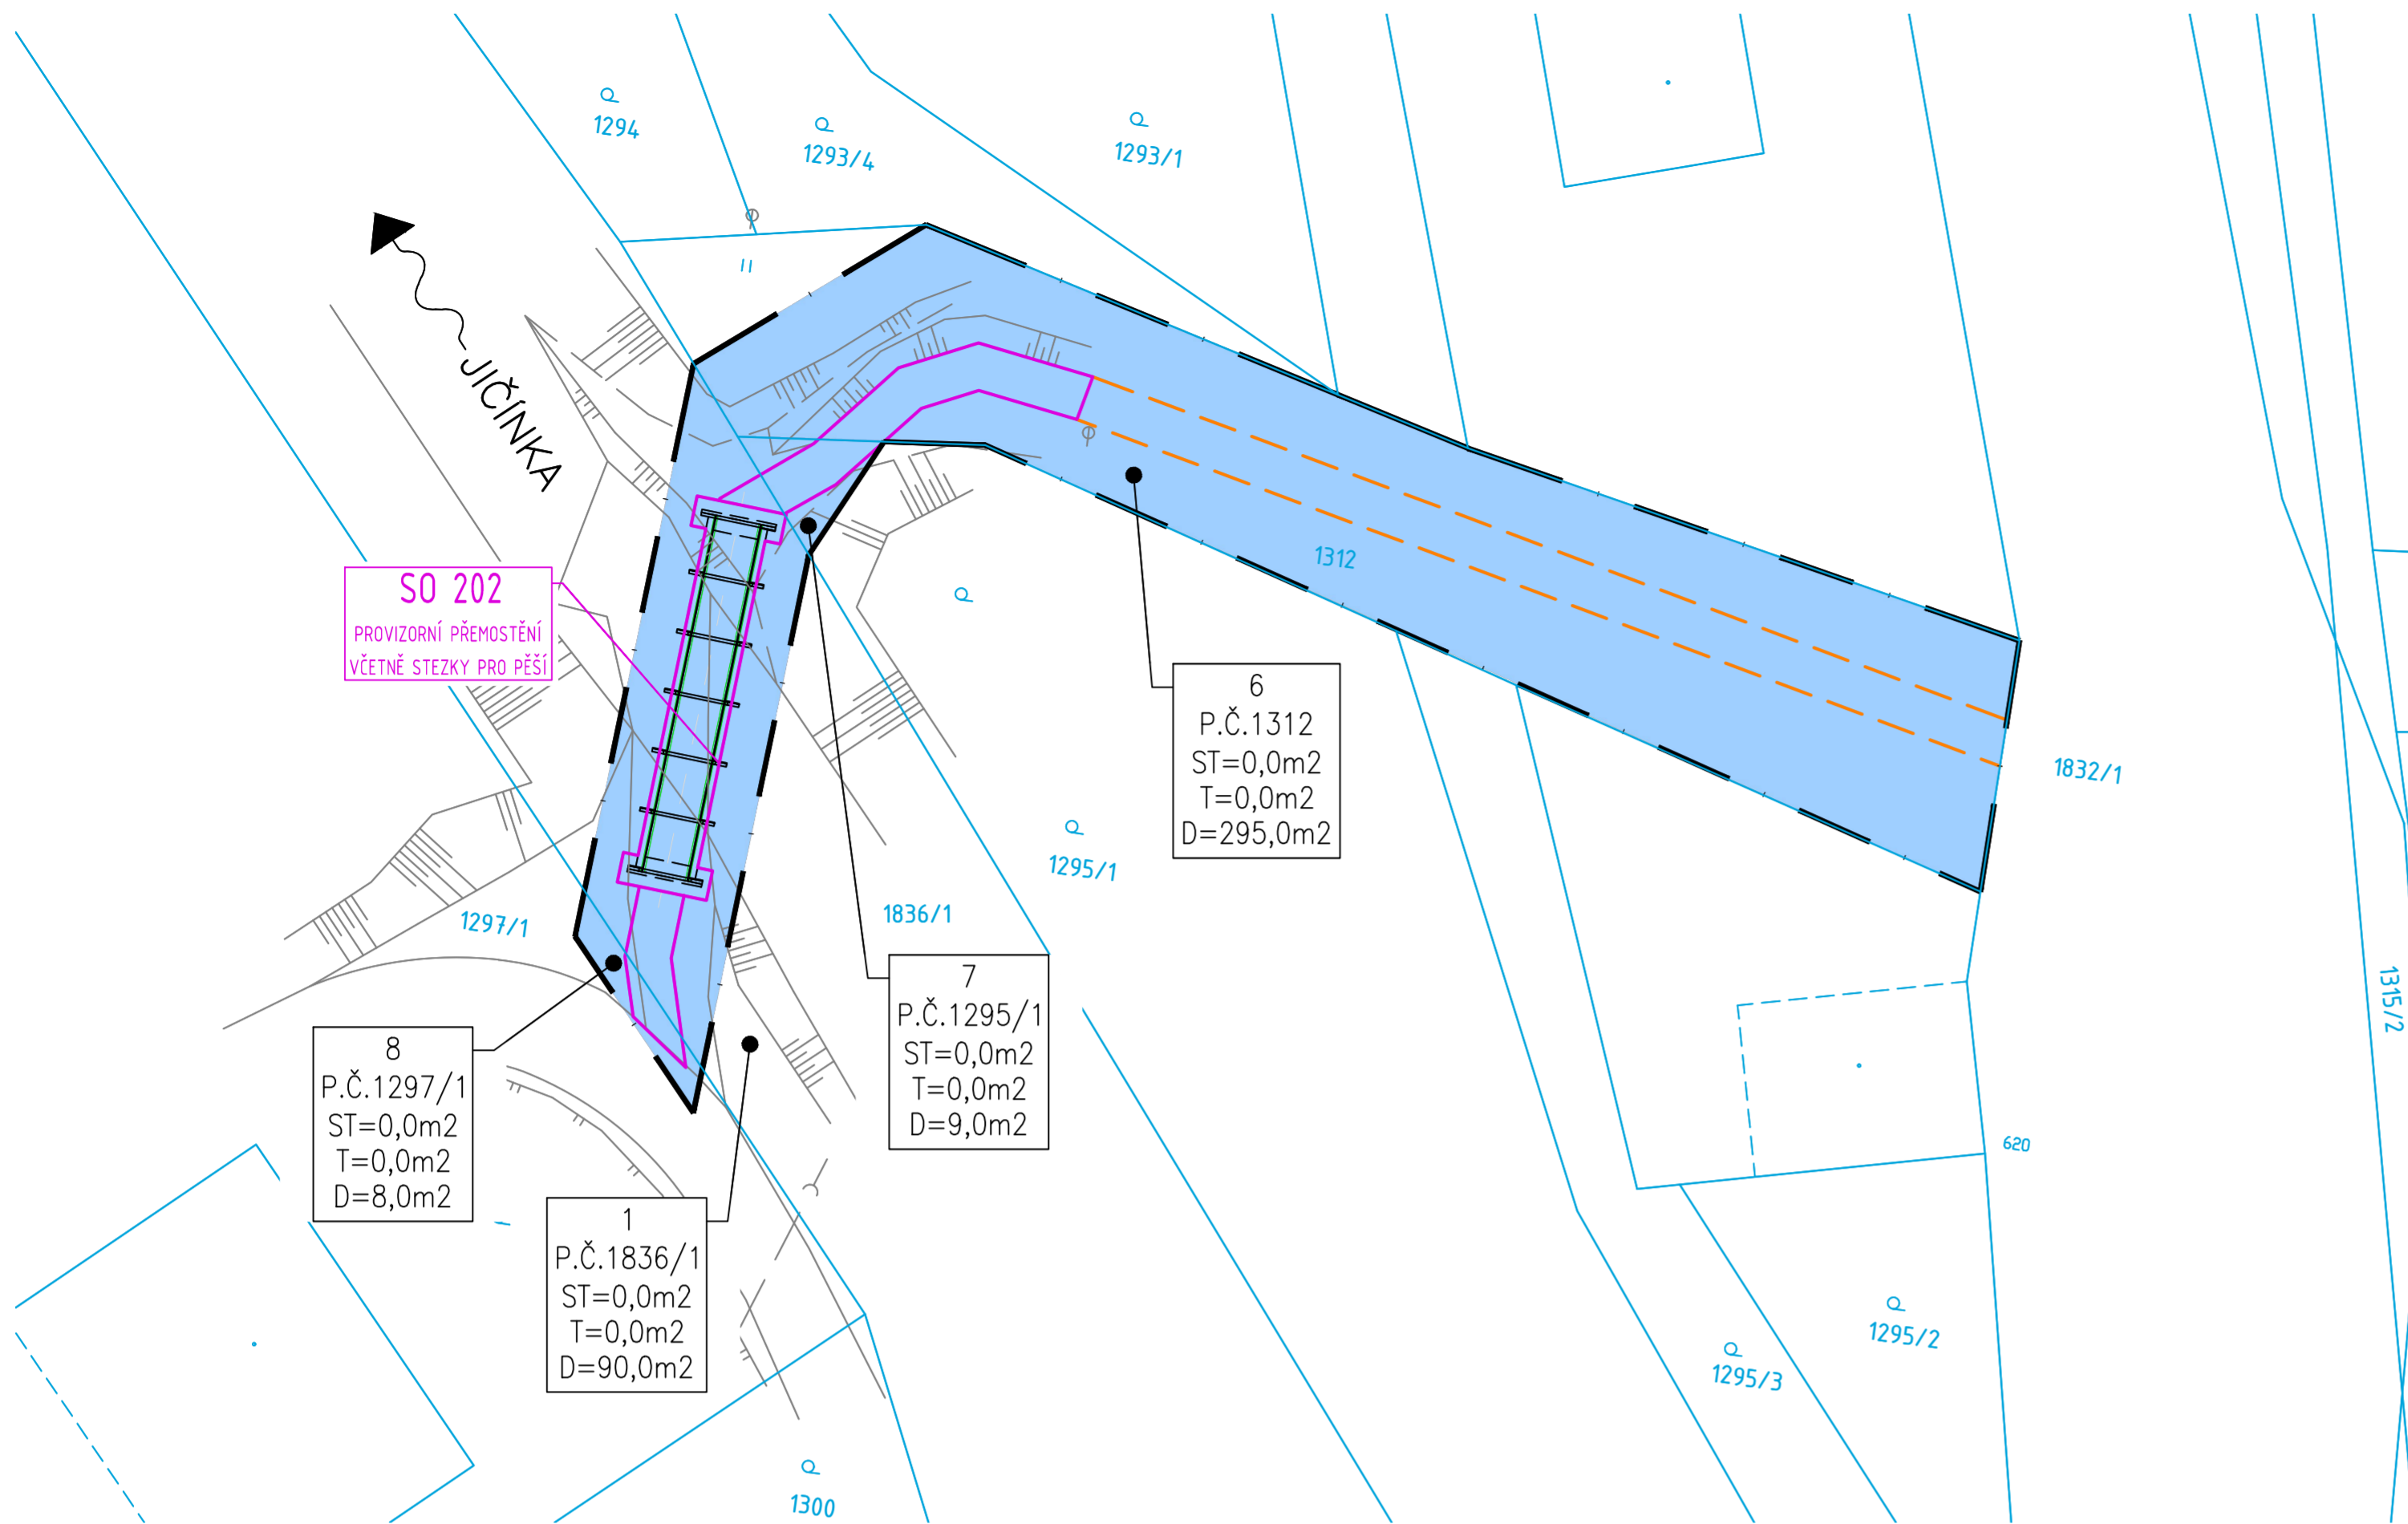 1294
1293/4
1293/1
JIČÍNKA
SO 202
PROVIZORNÍ PŘEMOSTĚNÍ
VČETNĚ STEZKY PRO PĚŠÍ
1312
6
P.Č.1312
ST=0,0m2
T=0,0m2
D=295,0m2
1832/1
1295/1
1836/1
1297/1
7
P.Č.1295/1
ST=0,0m2
T=0,0m2
D=9,0m2
1315/2
8
P.Č.1297/1
ST=0,0m2
T=0,0m2
D=8,0m2
620
1
P.Č.1836/1
ST=0,0m2
T=0,0m2
D=90,0m2
1295/2
1295/3
1300